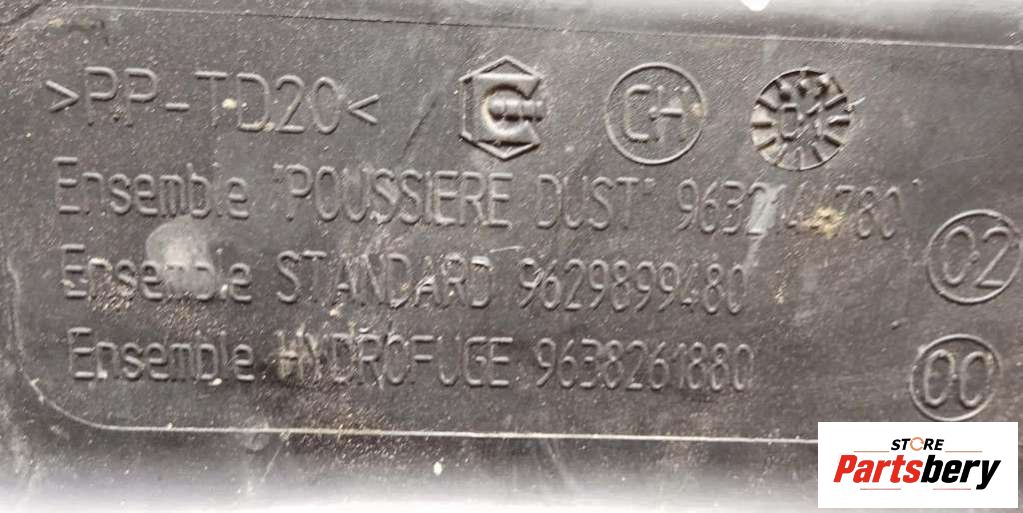 >PP-TD20< C CH
Ensemble "POUSSIERE DUST"
Ensemble STANDARD 9629899480
Ensemble HYDROFUGE 9638261880
02
00
STORE
Partsbery